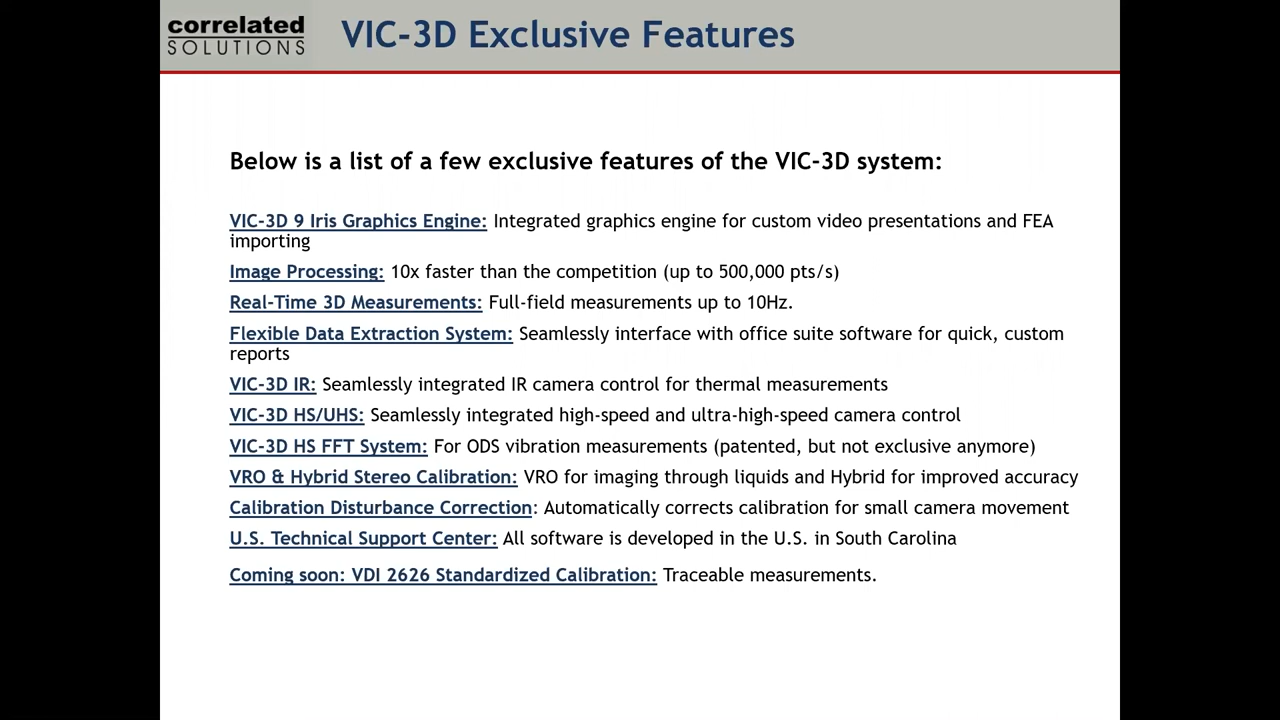 correlated
SOLUTIONS
VIC-3D Exclusive Features
Below is a list of a few exclusive features of the VIC-3D system:
VIC-3D 9 Iris Graphics Engine: Integrated graphics engine for custom video presentations and FEA
importing
Image Processing: 10x faster than the competition (up to 500,000 pts/s)
Real-Time 3D Measurements: Full-field measurements up to 10Hz.
Flexible Data Extraction System: Seamlessly interface with office suite software for quick, custom
reports
VIC-3D IR: Seamlessly integrated IR camera control for thermal measurements
VIC-3D HS/UHS: Seamlessly integrated high-speed and ultra-high-speed camera control
VIC-3D HS FFT System: For ODS vibration measurements (patented, but not exclusive anymore)
VRO & Hybrid Stereo Calibration: VRO for imaging through liquids and Hybrid for improved accuracy
Calibration Disturbance Correction: Automatically corrects calibration for small camera movement
U.S. Technical Support Center: All software is developed in the U.S. in South Carolina
Coming soon: VDI 2626 Standardized Calibration: Traceable measurements.